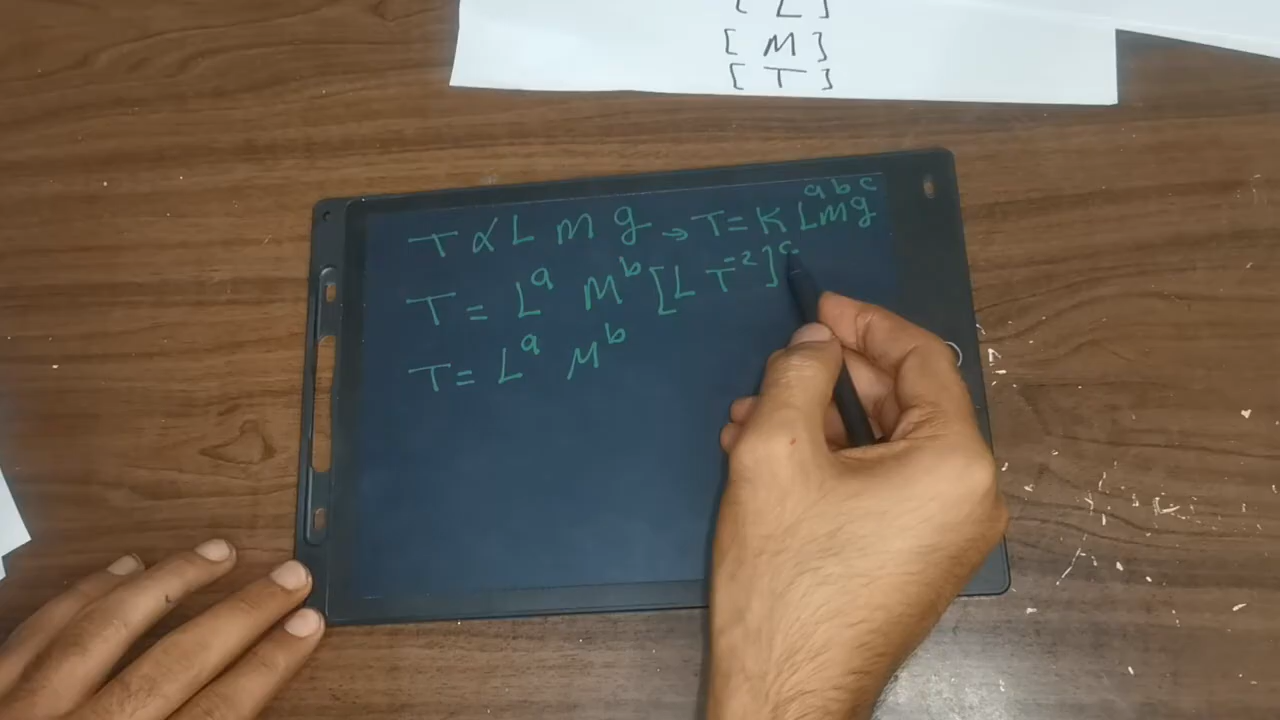 [ L ]
[ M ]
[ T ]
T α L m g → T = K L^a m^b g^c
T = L^a M^b [L T^-2]^c
T = L^a M^b